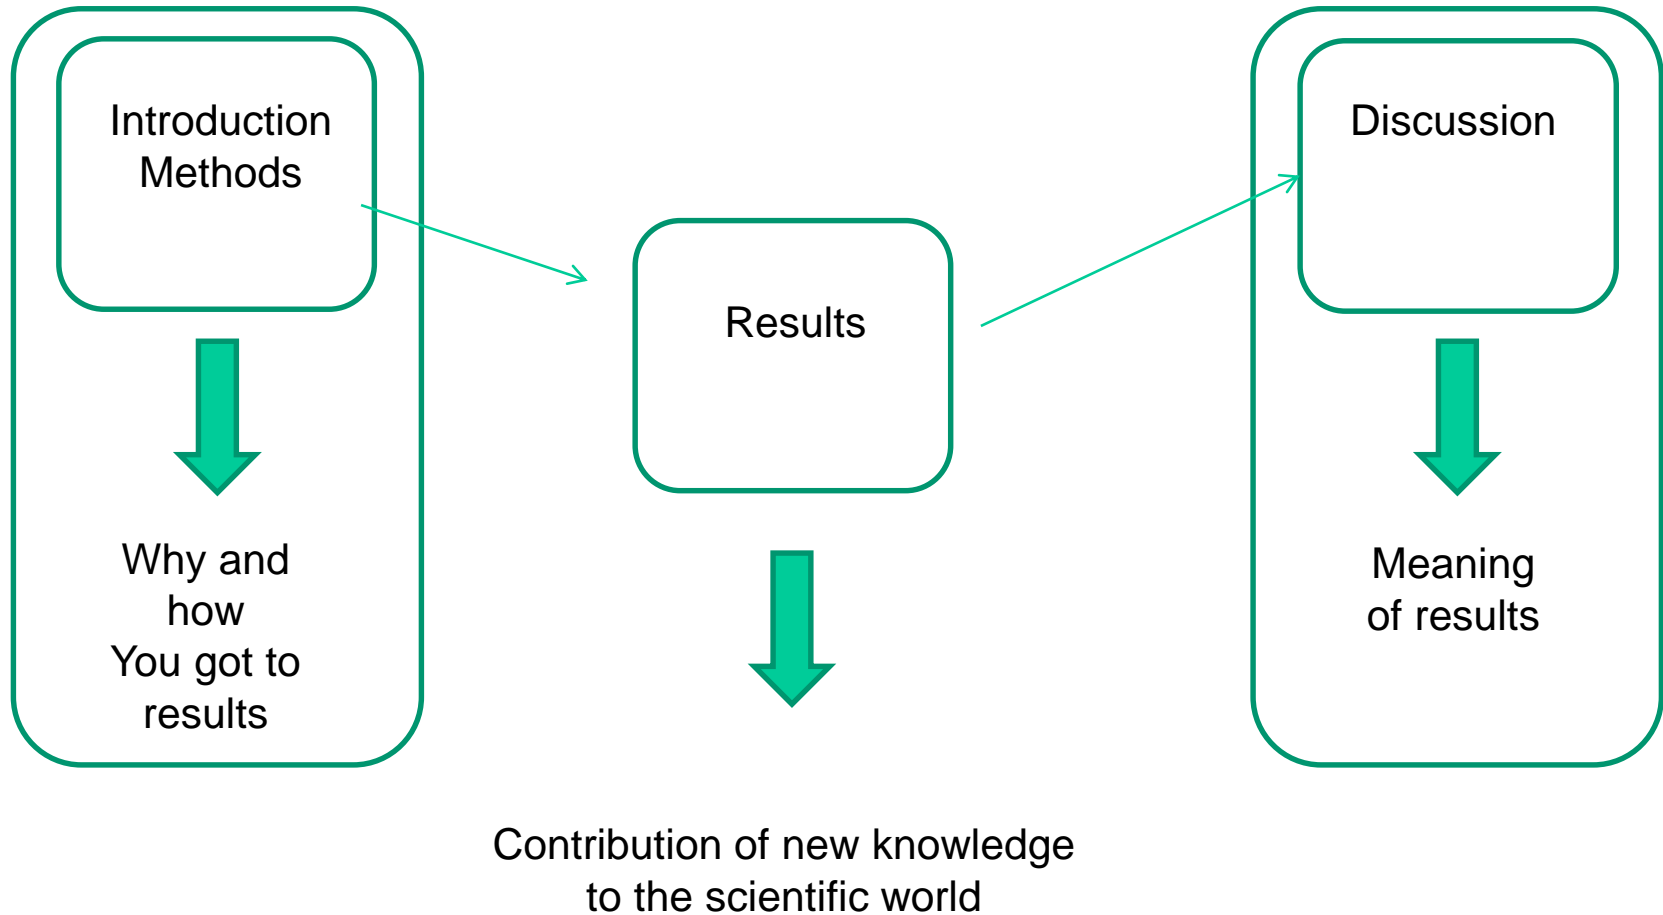 Introduction
Methods
Why and
how
You got to
results
Results
Contribution of new knowledge
to the scientific world
Discussion
Meaning
of results